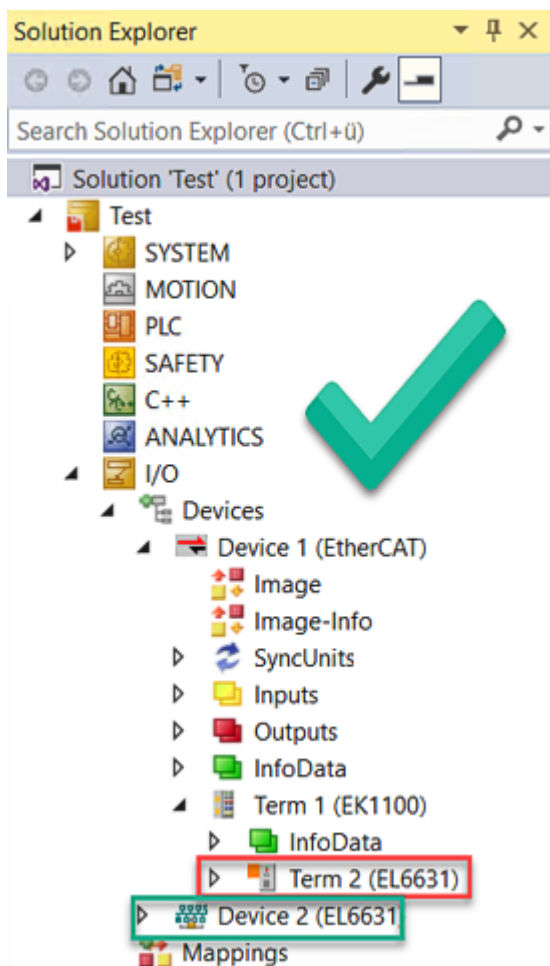 Solution Explorer
Search Solution Explorer (Ctrl+ü)
Solution 'Test' (1 project)
Test
SYSTEM
MOTION
PLC
SAFETY
C++
ANALYTICS
I/O
Devices
Device 1 (EtherCAT)
Image
Image-Info
SyncUnits
Inputs
Outputs
InfoData
Term 1 (EK1100)
InfoData
Term 2 (EL6631)
Device 2 (EL6631)
Mappings